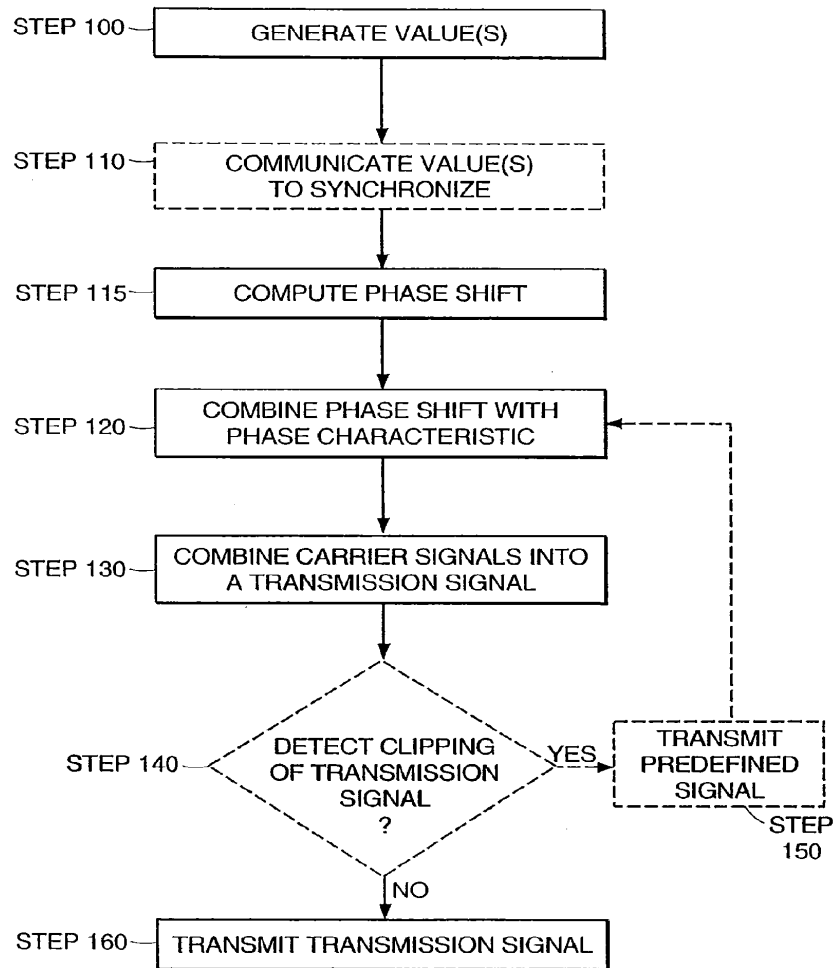 STEP 100
GENERATE VALUE(S)
STEP 110
COMMUNICATE VALUE(S)
TO SYNCHRONIZE
STEP 115
COMPUTE PHASE SHIFT
STEP 120
COMBINE PHASE SHIFT WITH
PHASE CHARACTERISTIC
STEP 130
COMBINE CARRIER SIGNALS INTO
A TRANSMISSION SIGNAL
STEP 140
DETECT CLIPPING
OF TRANSMISSION
SIGNAL
?
YES
TRANSMIT
PREDEFINED
SIGNAL
STEP
150
NO
STEP 160
TRANSMIT TRANSMISSION SIGNAL